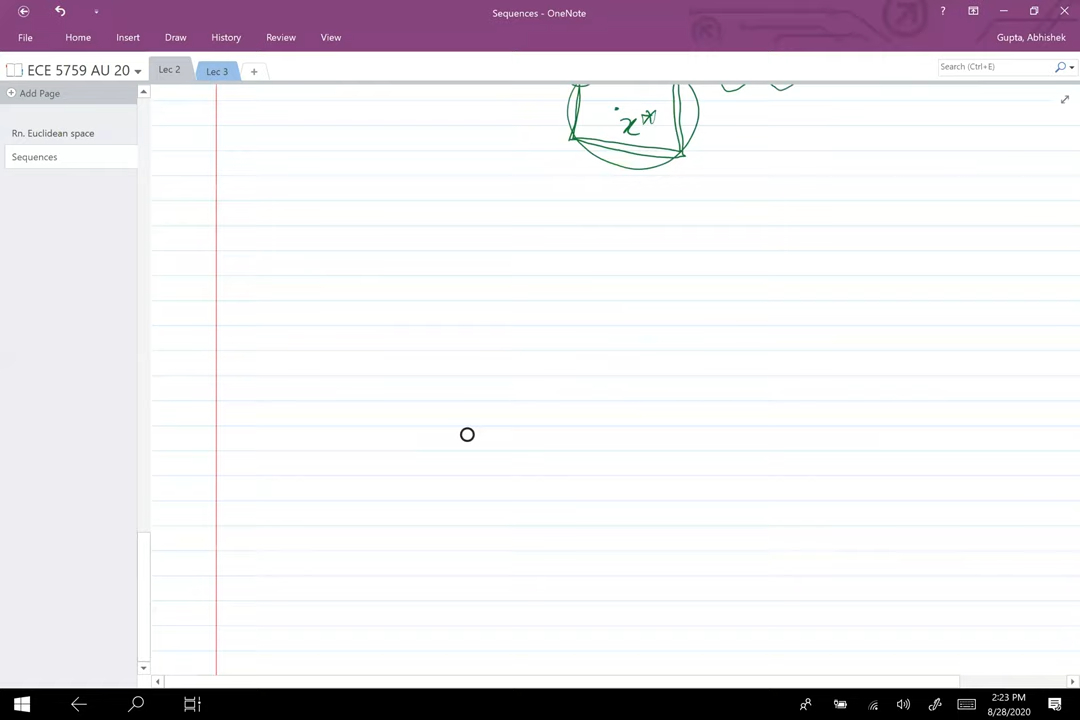 Sequences - OneNote
?
File Home Insert Draw History Review View
Gupta, Abhishek
ECE 5759 AU 20
Lec 2
Lec 3
+
Search (Ctrl+E)
Add Page
Rn. Euclidean space
Sequences
x*
2:23 PM
8/28/2020